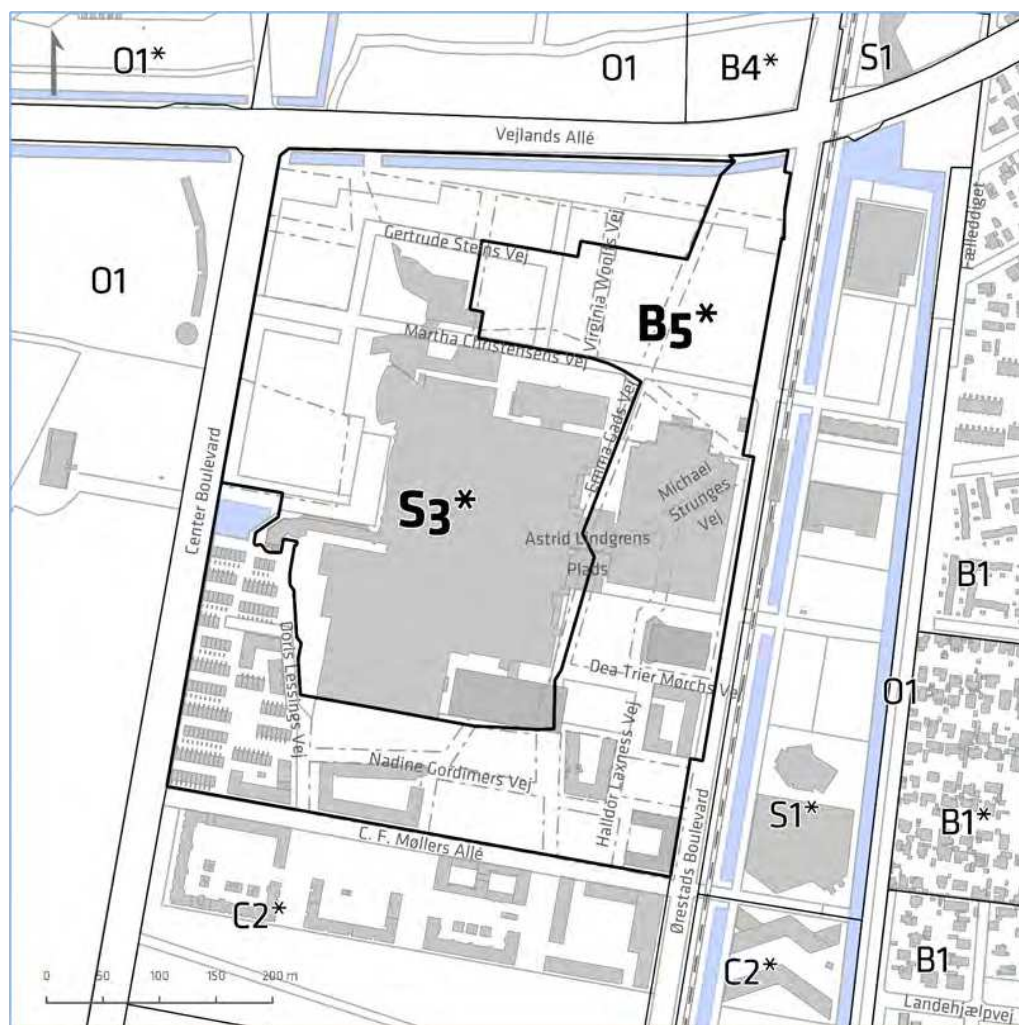 O1*
O1
B4*
S1
Vejlands Allé
Fælleddiget
Gertrude Steins Vej
Virginia Woolfs Vej
O1
B5*
Martha Christensens Vej
Emma Gads Vej
Center Boulevard
S3*
Michael
Strunges
Vej
Astrid Lindgrens
Plads
B1
Doris Lessings Vej
Dea Trier Mørchs Vej
O1
Halldor Laxness Vej
Nadine Gordimers Vej
Ørestads Boulevard
S1*
B1*
C. F. Møllers Allé
C2*
C2*
B1
0 50 100 150 200 m
Landehjælpvej